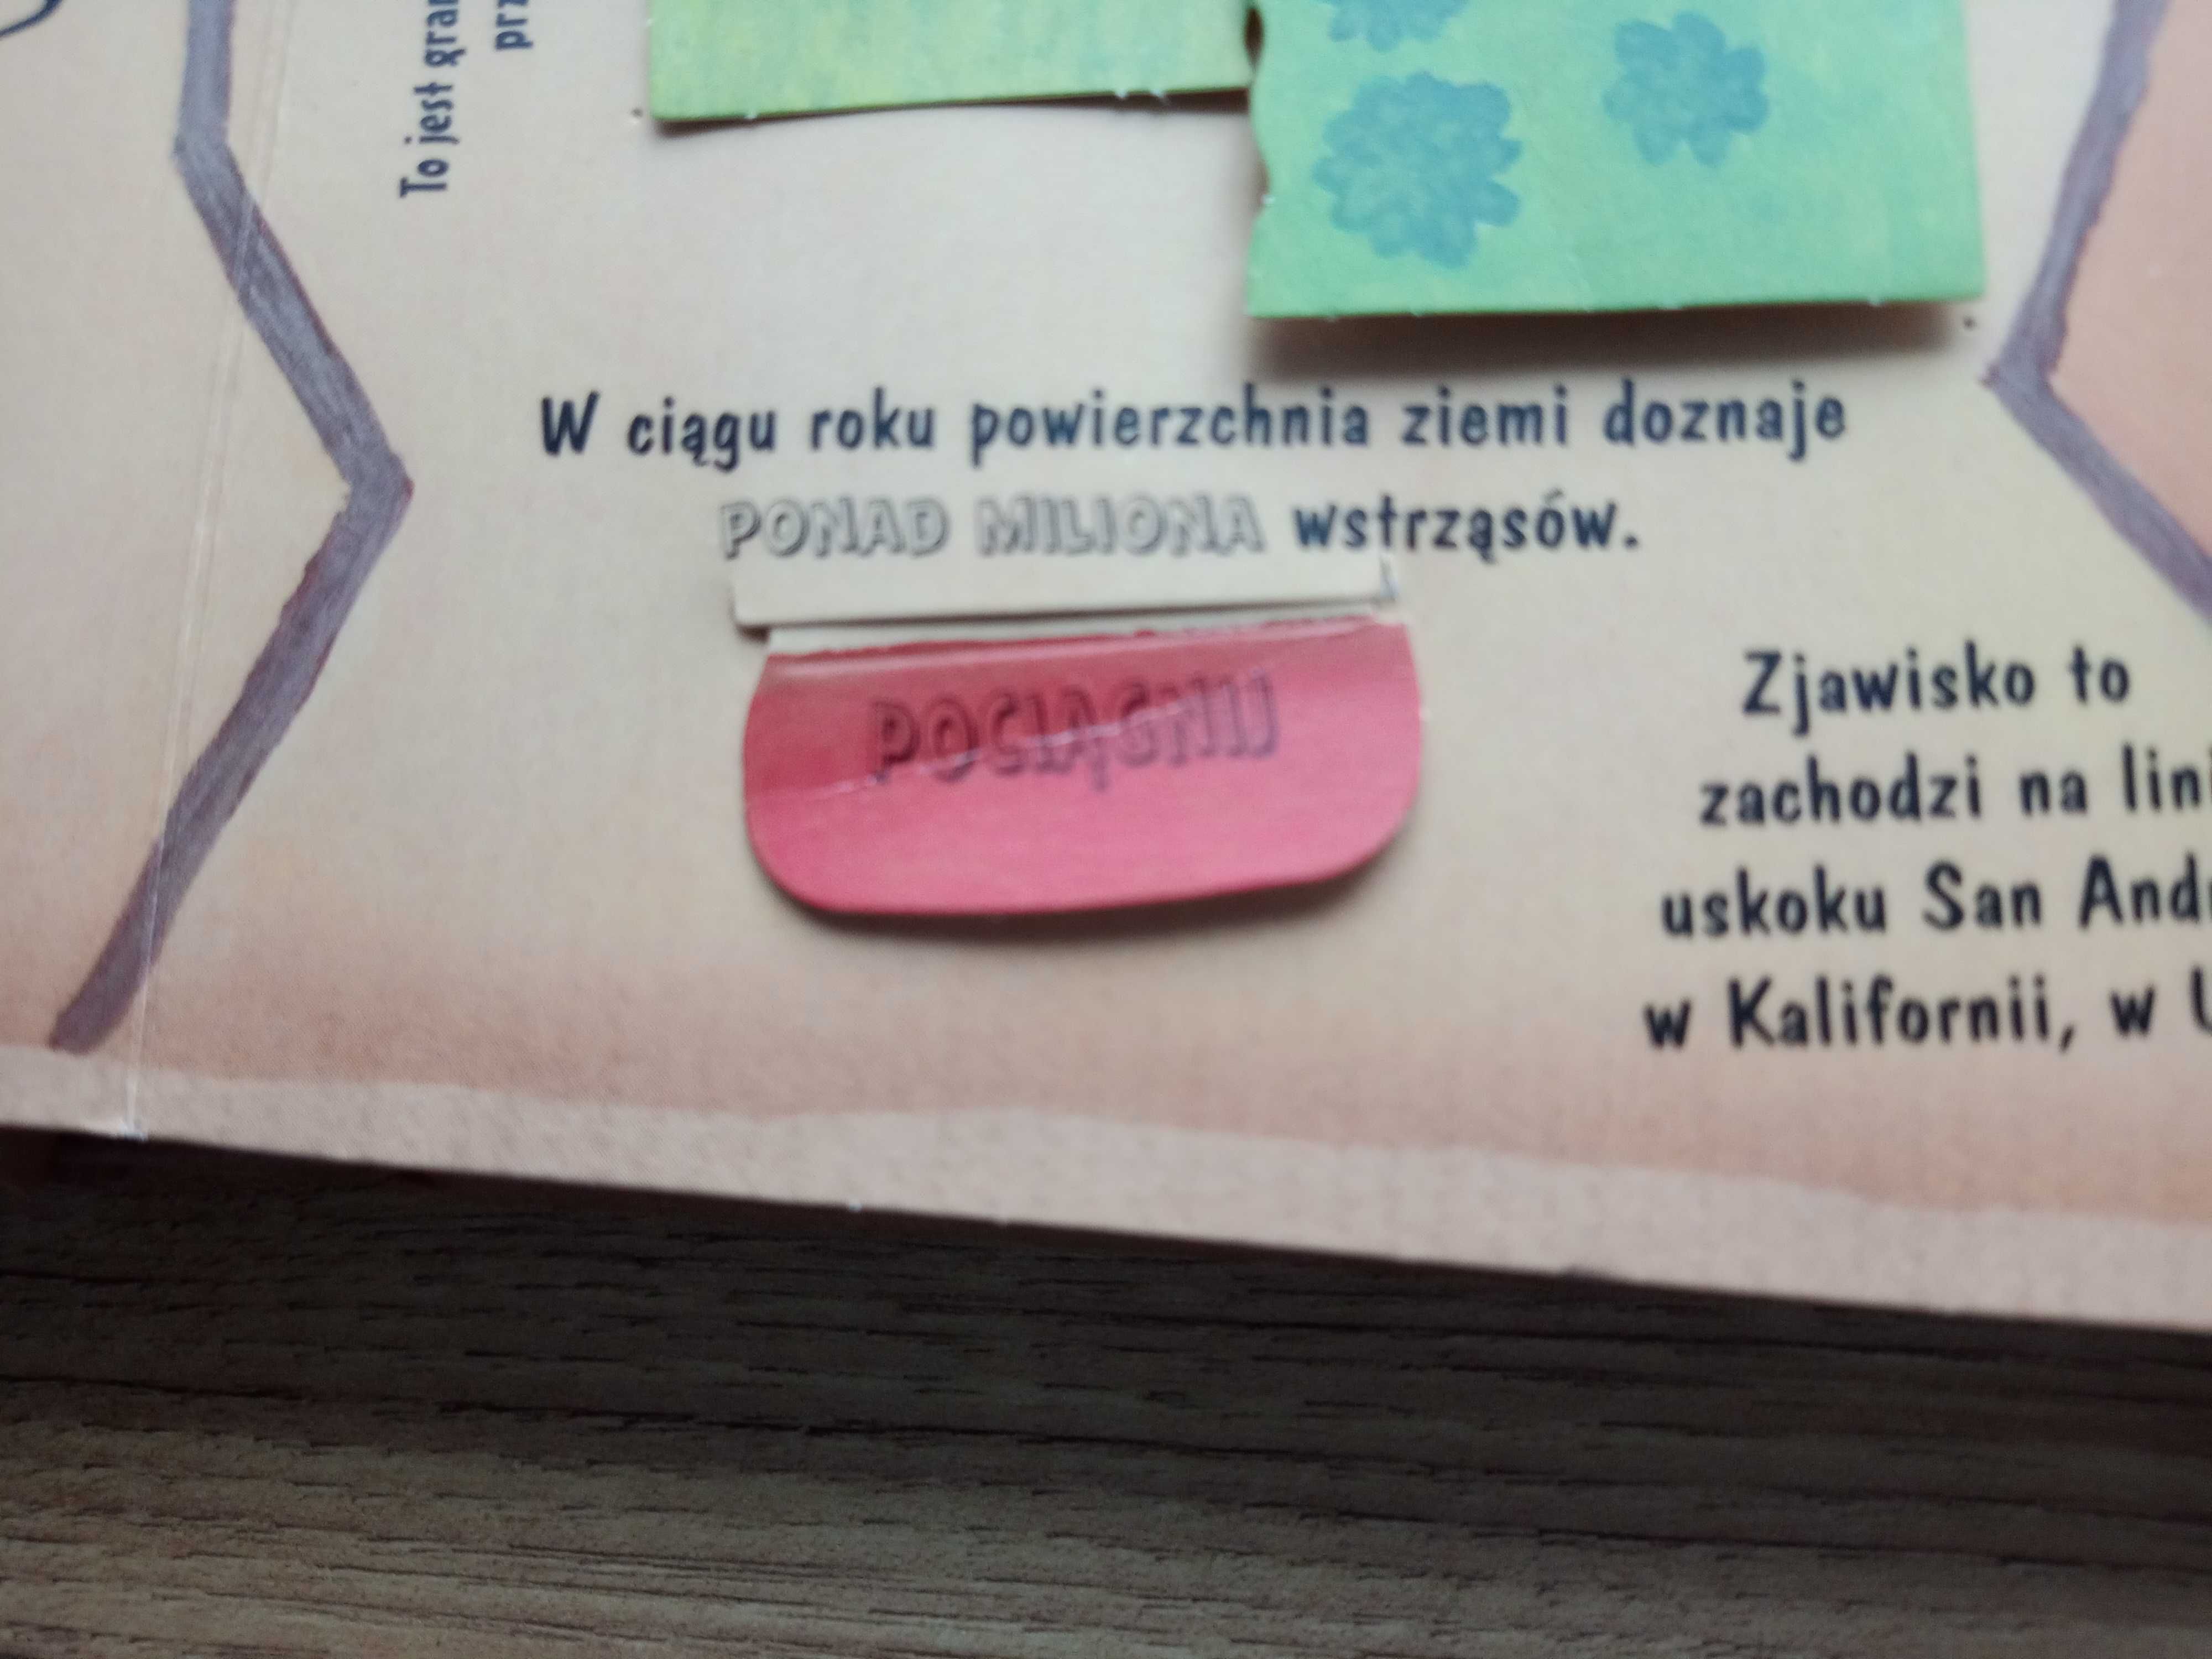 To jest
W ciągu roku powierzchnia ziemi doznaje
PONAD MILIONA wstrząsów.
POCIĄGNIJ
Zjawisko to
zachodzi na
uskoku San
w Kalifornii, w